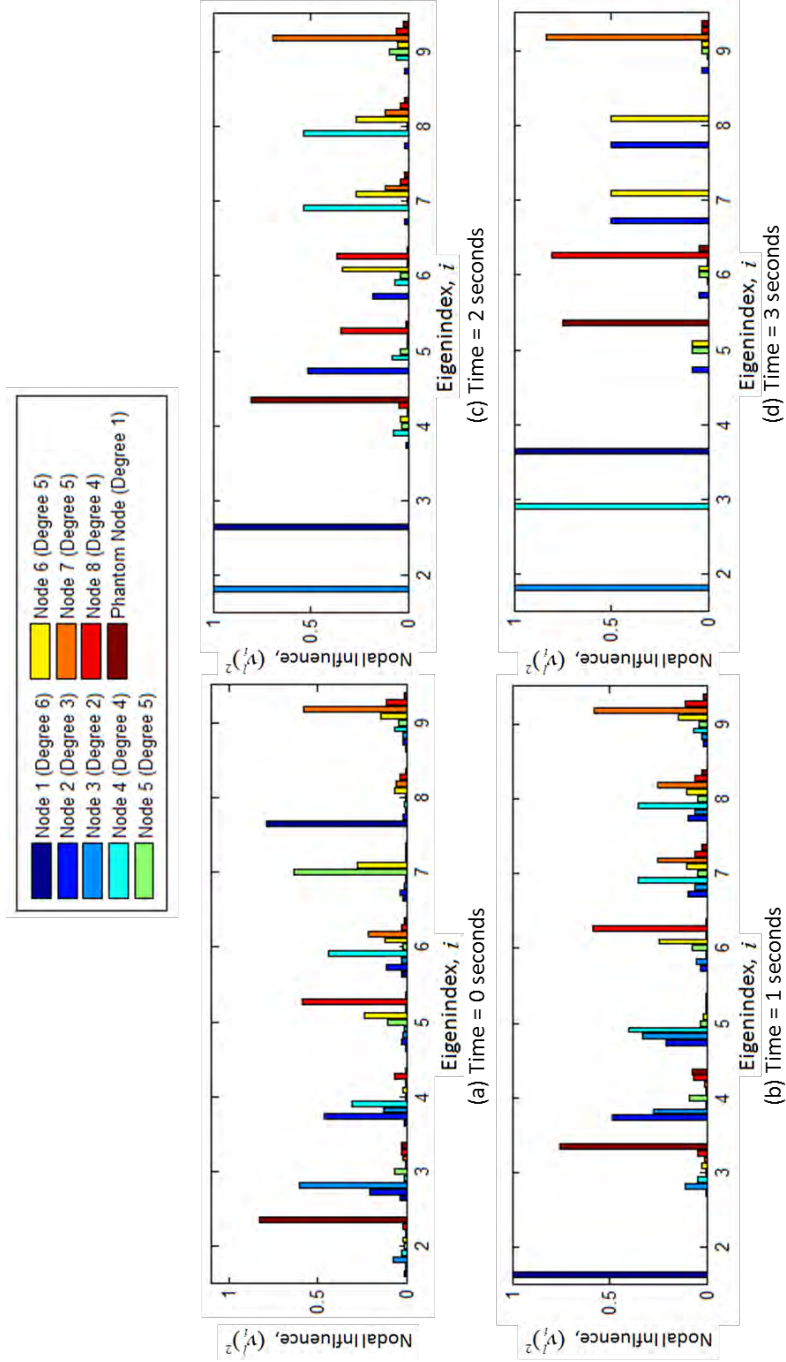 Node 1 (Degree 6)
Node 2 (Degree 3)
Node 3 (Degree 2)
Node 4 (Degree 4)
Node 5 (Degree 5)
Node 6 (Degree 5)
Node 7 (Degree 5)
Node 8 (Degree 4)
Phantom Node (Degree 1)
Nodal Influence, (v_i^j)^2
1
0.5
0
2 3 4 5 6 7 8 9
Eigenindex, i
(a) Time = 0 seconds
Nodal Influence, (v_i^j)^2
1
0.5
0
2 3 4 5 6 7 8 9
Eigenindex, i
(b) Time = 1 seconds
Nodal Influence, (v_i^j)^2
1
0.5
0
2 3 4 5 6 7 8 9
Eigenindex, i
(c) Time = 2 seconds
Nodal Influence, (v_i^j)^2
1
0.5
0
2 3 4 5 6 7 8 9
Eigenindex, i
(d) Time = 3 seconds